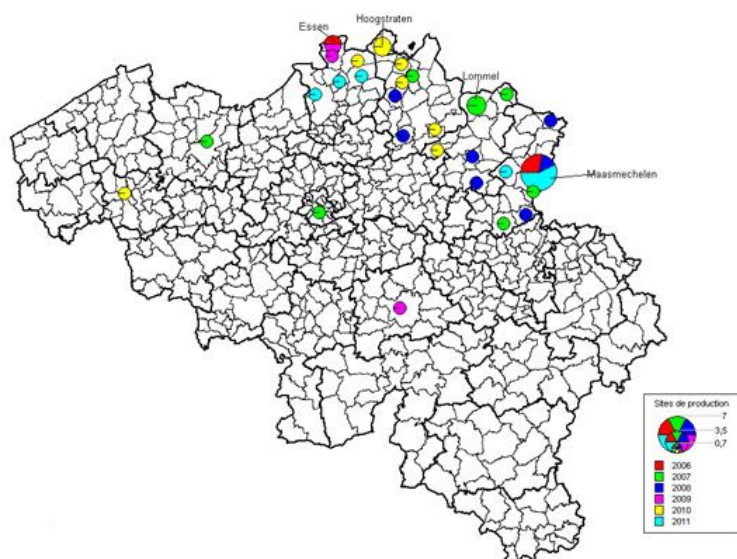 Hoogstraten
Essen
Lommel
Maasmechelen
Sites de production
7
3,5
0,7
2006
2007
2008
2009
2010
2011